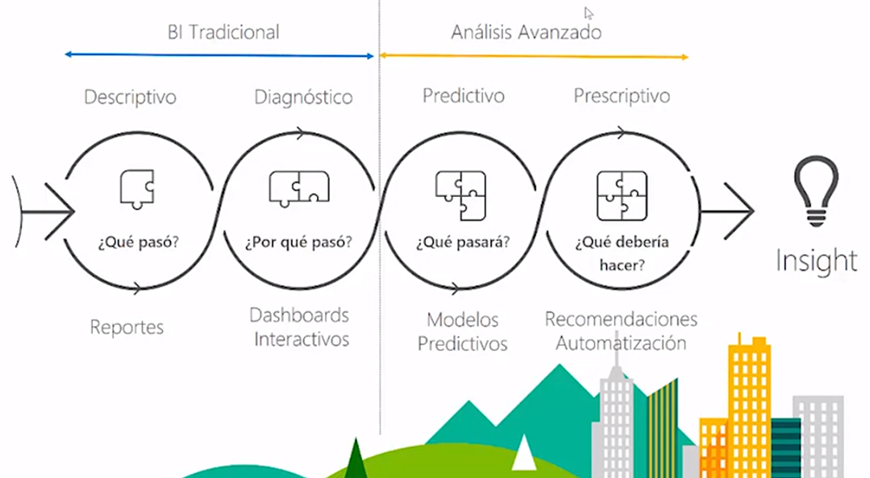 BI Tradicional
Análisis Avanzado
Descriptivo
Diagnóstico
Predictivo
Prescriptivo
¿Qué pasó?
¿Por qué pasó?
¿Qué pasará?
¿Qué debería
hacer?
Insight
Reportes
Dashboards
Interactivos
Modelos
Predictivos
Recomendaciones
Automatización